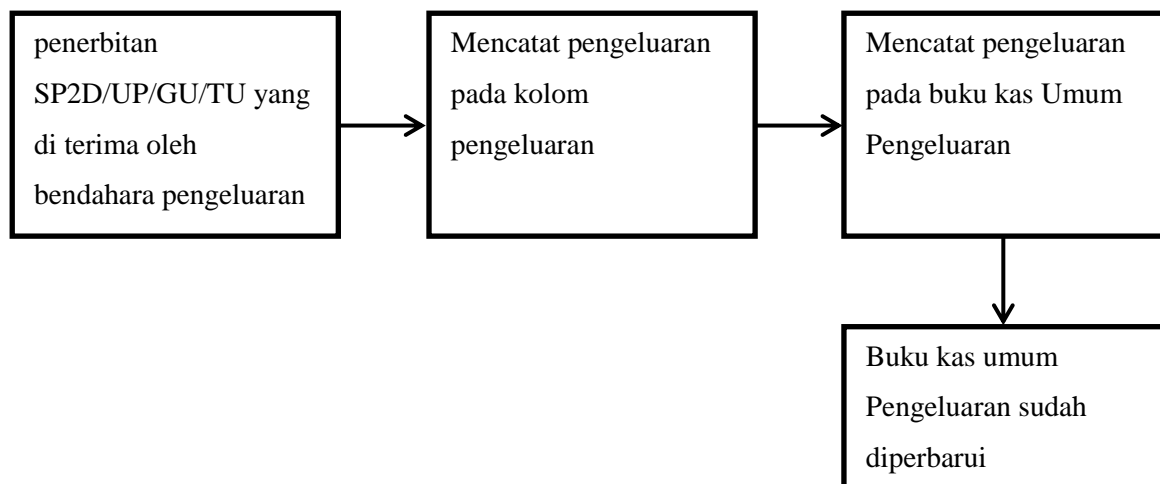 penerbitan
SP2D/UP/GU/TU yang
di terima oleh
bendahara pengeluaran
Mencatat pengeluaran
pada kolom
pengeluaran
Mencatat pengeluaran
pada buku kas Umum
Pengeluaran
Buku kas umum
Pengeluaran sudah
diperbarui